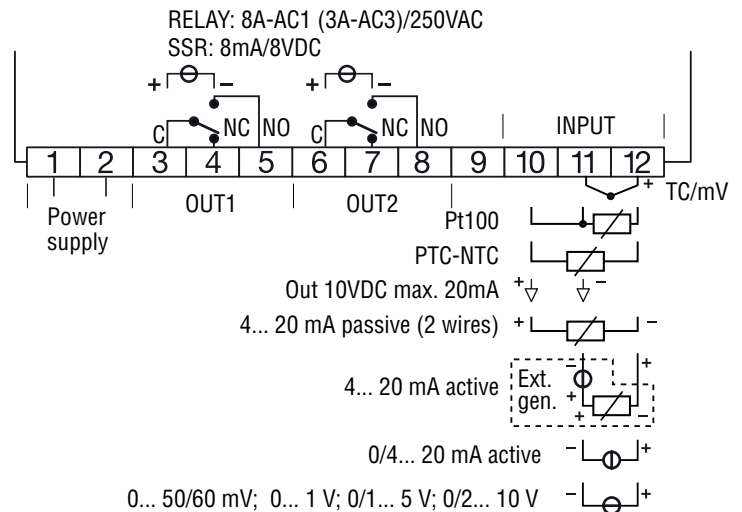 RELAY: 8A-AC1 (3A-AC3)/250VAC
SSR: 8mA/8VDC
+ – + –
C NC NO C NC NO INPUT
1 2 3 4 5 6 7 8 9 10 11 12
+ TC/mV
Power supply
OUT1 OUT2
Pt100
PTC-NTC
Out 10VDC max. 20mA + –
4... 20 mA passive (2 wires) + –
4... 20 mA active Ext. gen. – + + + –
0/4... 20 mA active – +
0... 50/60 mV; 0... 1 V; 0/1... 5 V; 0/2... 10 V – +